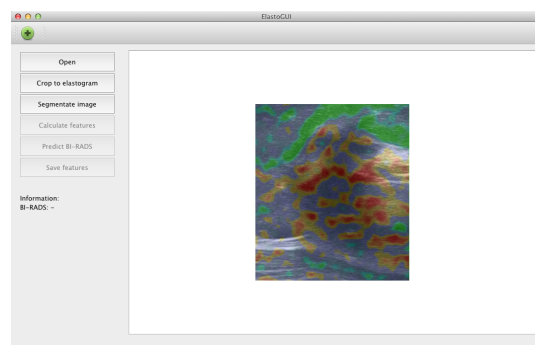 ElastoGUI
Open
Crop to elastogram
Segmentate image
Calculate features
Predict BI-RADS
Save features
Information:
BI-RADS: -